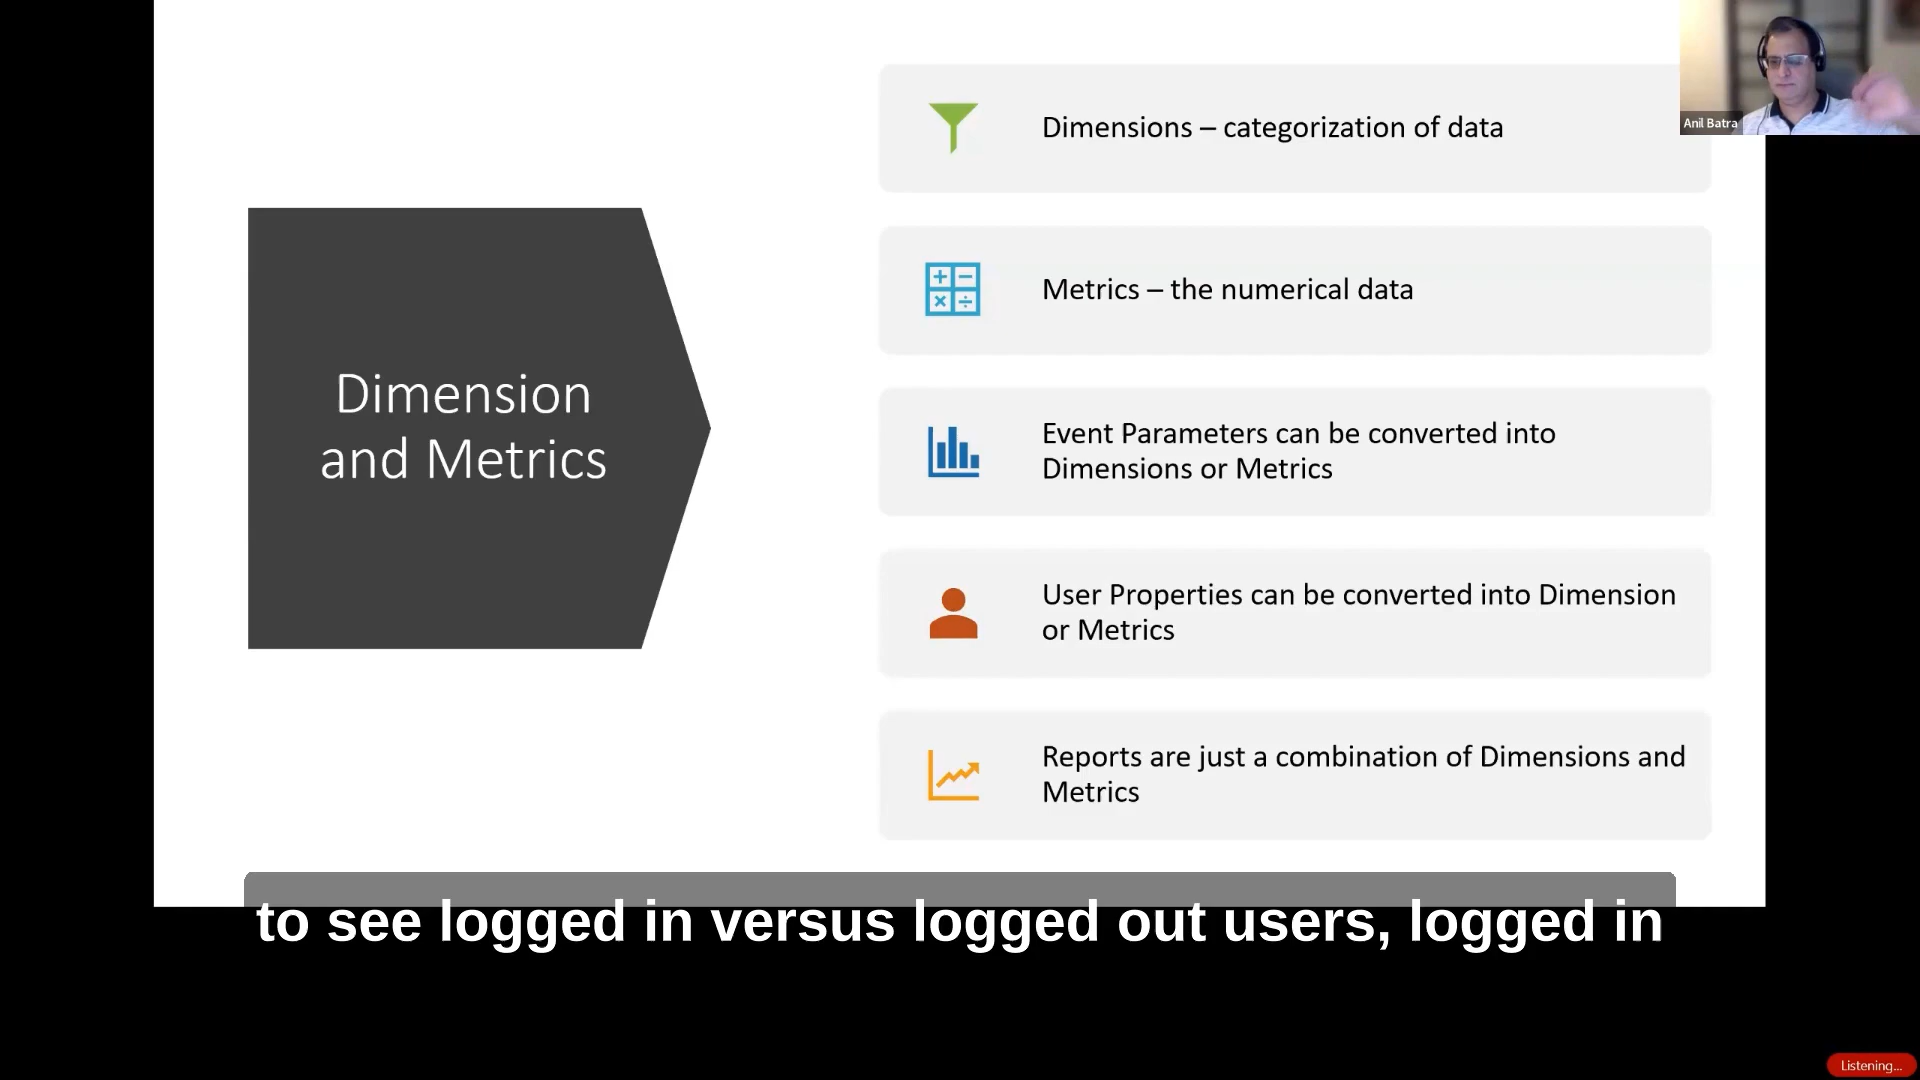 Dimensions – categorization of data
Anil Batra
Metrics – the numerical data
Dimension
and Metrics
Event Parameters can be converted into
Dimensions or Metrics
User Properties can be converted into Dimension
or Metrics
Reports are just a combination of Dimensions and
Metrics
to see logged in versus logged out users, logged in
Listening...